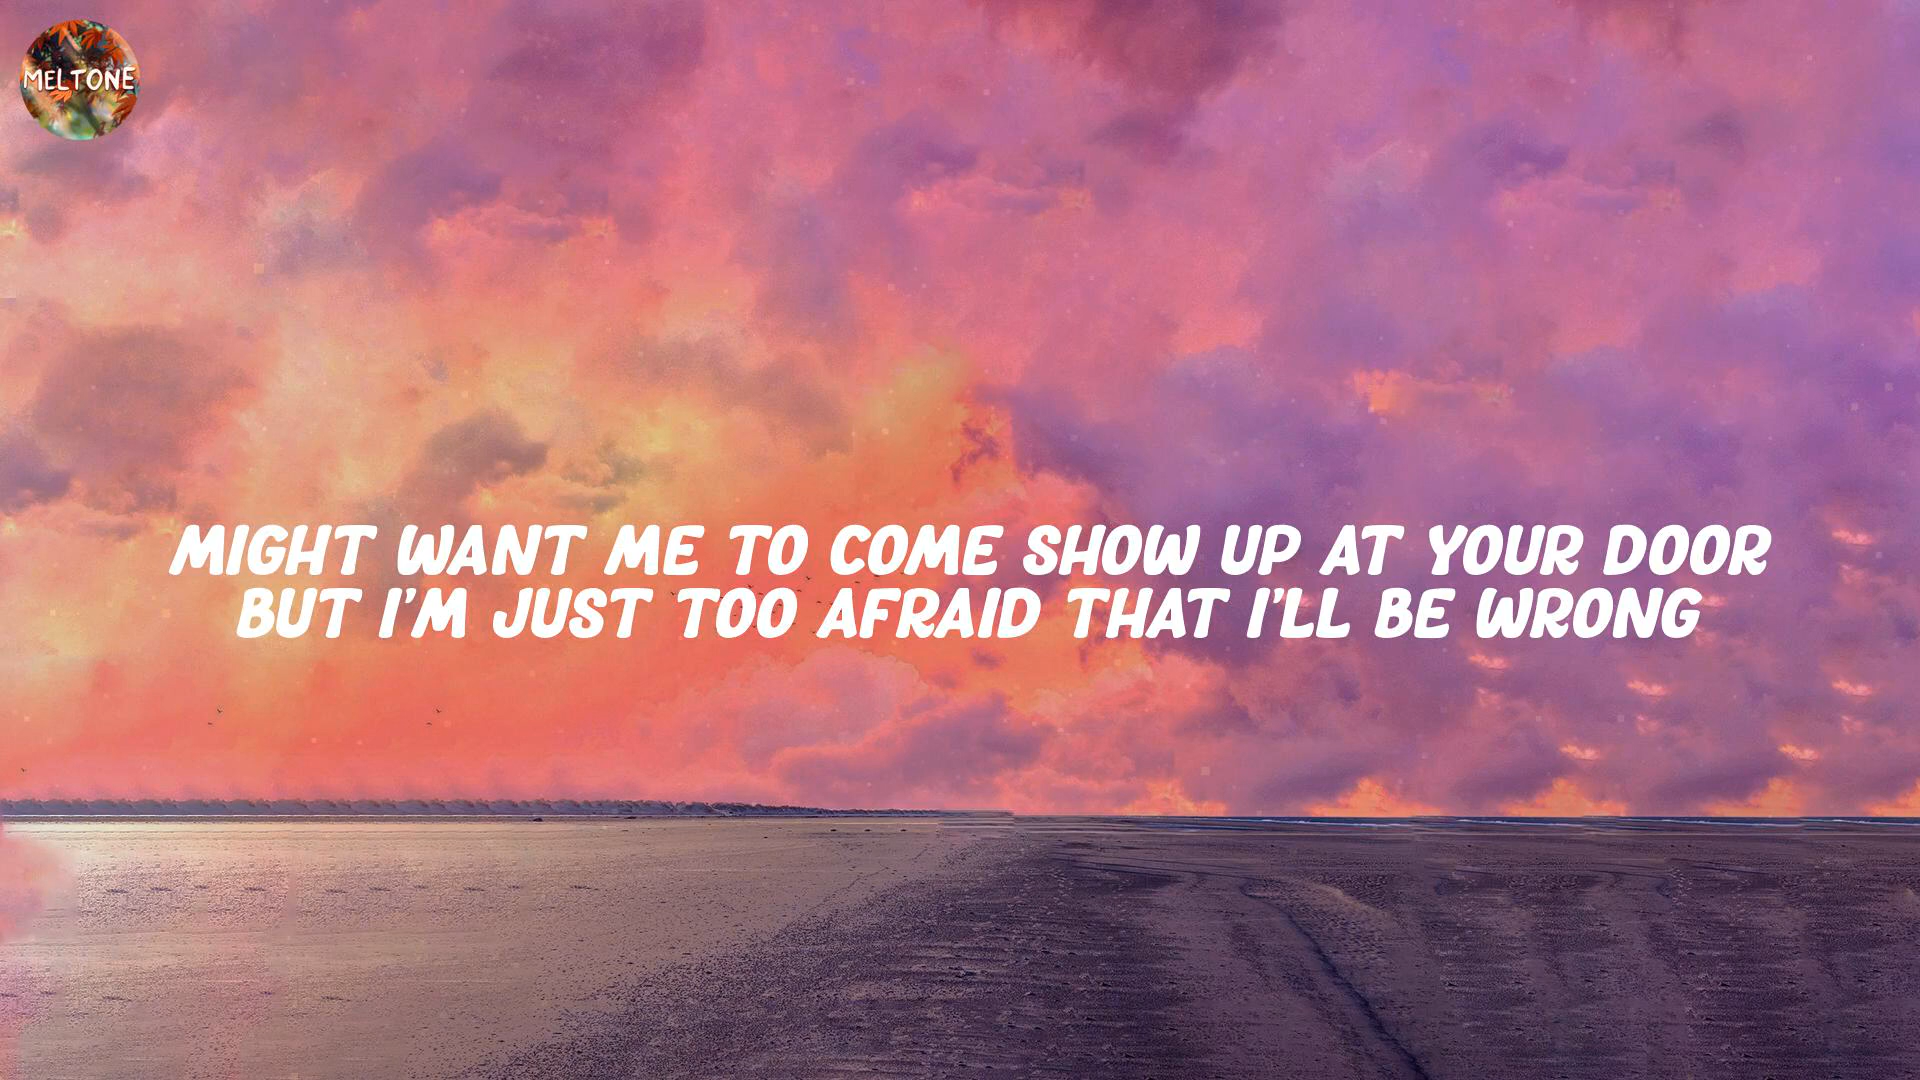 MELTONE
MIGHT WANT ME TO COME SHOW UP AT YOUR DOOR
BUT I'M JUST TOO AFRAID THAT I'LL BE WRONG